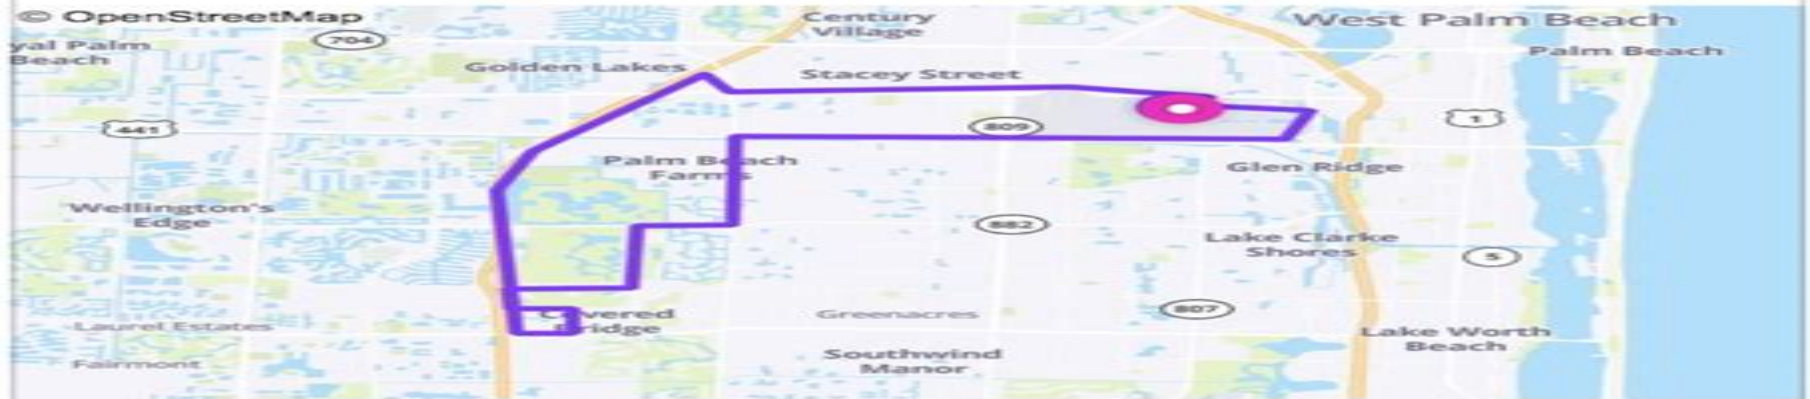 © OpenStreetMap
Century
Village
West Palm Beach
704
yal Palm
Beach
Palm Beach
Golden Lakes
Stacey Street
441
809
1
Palm Beach
Farms
Glen Ridge
Wellington's
Edge
882
Lake Clarke
Shores
5
C vered
ridge
Greenacres
807
Laurel Estates
Lake Worth
Beach
Southwind
Manor
Fairmont